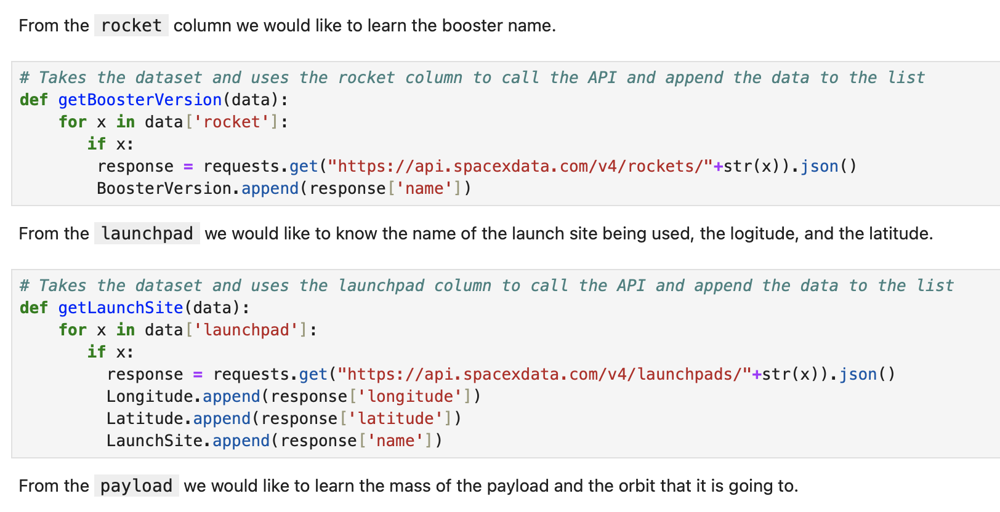 From the rocket column we would like to learn the booster name.
# Takes the dataset and uses the rocket column to call the API and append the data to the list
def getBoosterVersion(data):
    for x in data['rocket']:
       if x:
        response = requests.get("https://api.spacexdata.com/v4/rockets/"+str(x)).json()
        BoosterVersion.append(response['name'])
From the launchpad we would like to know the name of the launch site being used, the logitude, and the latitude.
# Takes the dataset and uses the launchpad column to call the API and append the data to the list
def getLaunchSite(data):
    for x in data['launchpad']:
       if x:
         response = requests.get("https://api.spacexdata.com/v4/launchpads/"+str(x)).json()
         Longitude.append(response['longitude'])
         Latitude.append(response['latitude'])
         LaunchSite.append(response['name'])
From the payload we would like to learn the mass of the payload and the orbit that it is going to.